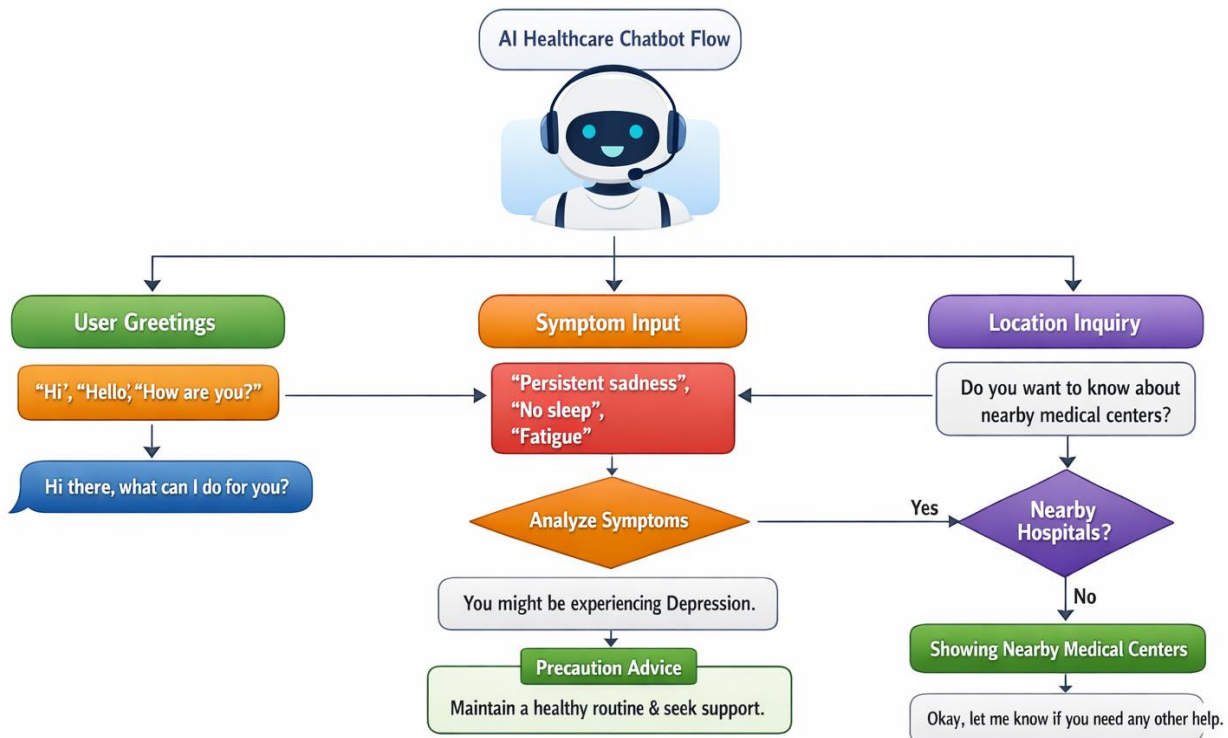 AI Healthcare Chatbot Flow
User Greetings
"Hi', "Hello', "How are you?"
Hi there, what can I do for you?
Symptom Input
"Persistent sadness",
"No sleep",
"Fatigue"
Analyze Symptoms
You might be experiencing Depression.
Precaution Advice
Maintain a healthy routine & seek support.
Location Inquiry
Do you want to know about
nearby medical centers?
Yes
Nearby
Hospitals?
No
Showing Nearby Medical Centers
Okay, let me know if you need any other help.